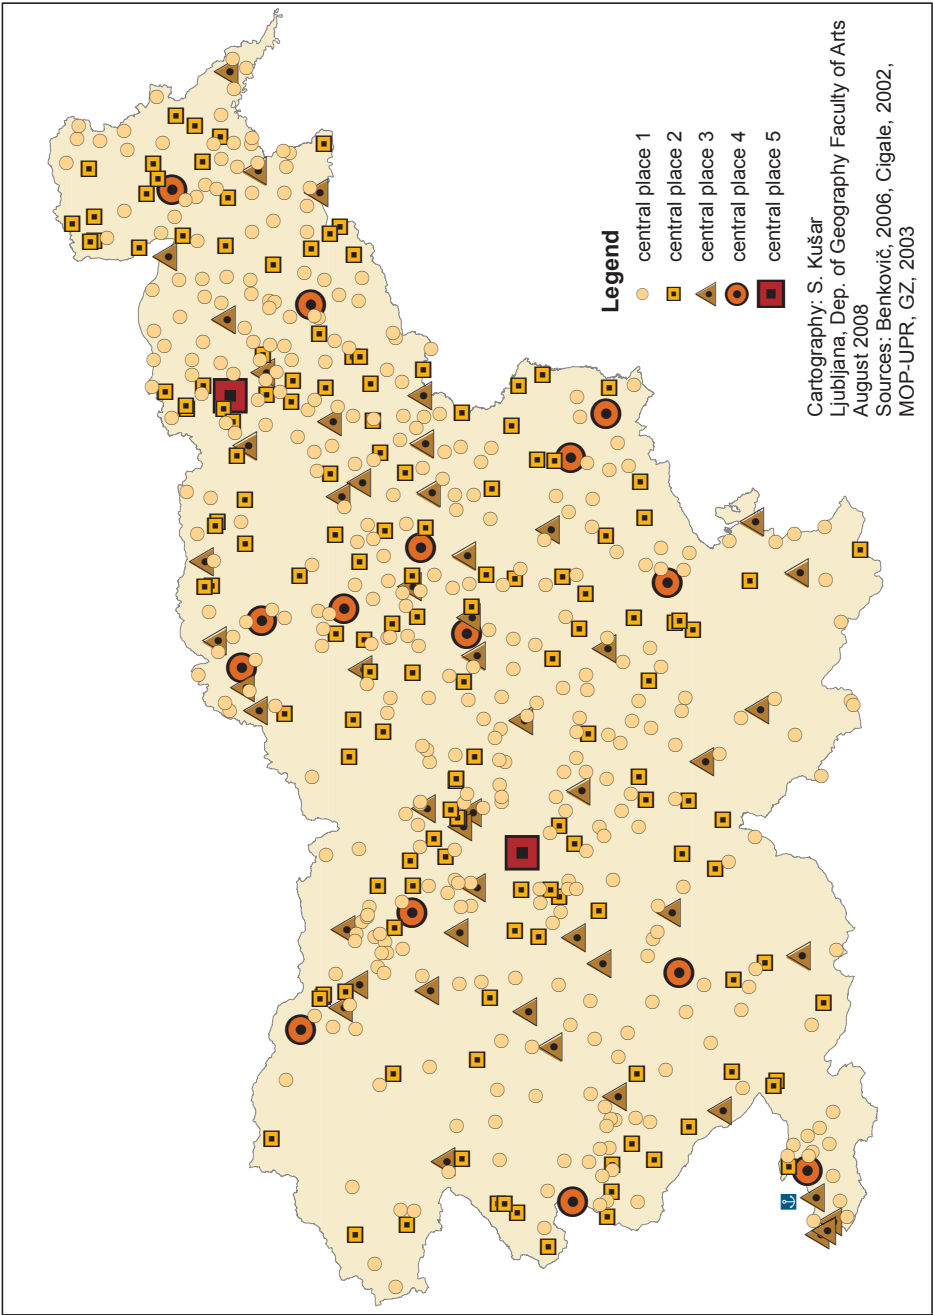 Legend
central place 1
central place 2
central place 3
central place 4
central place 5
Cartography: S. Kušar
Ljubljana, Dep. of Geography Faculty of Arts
August 2008
Sources: Benkovič, 2006, Cigale, 2002,
MOP-UPR, GZ, 2003